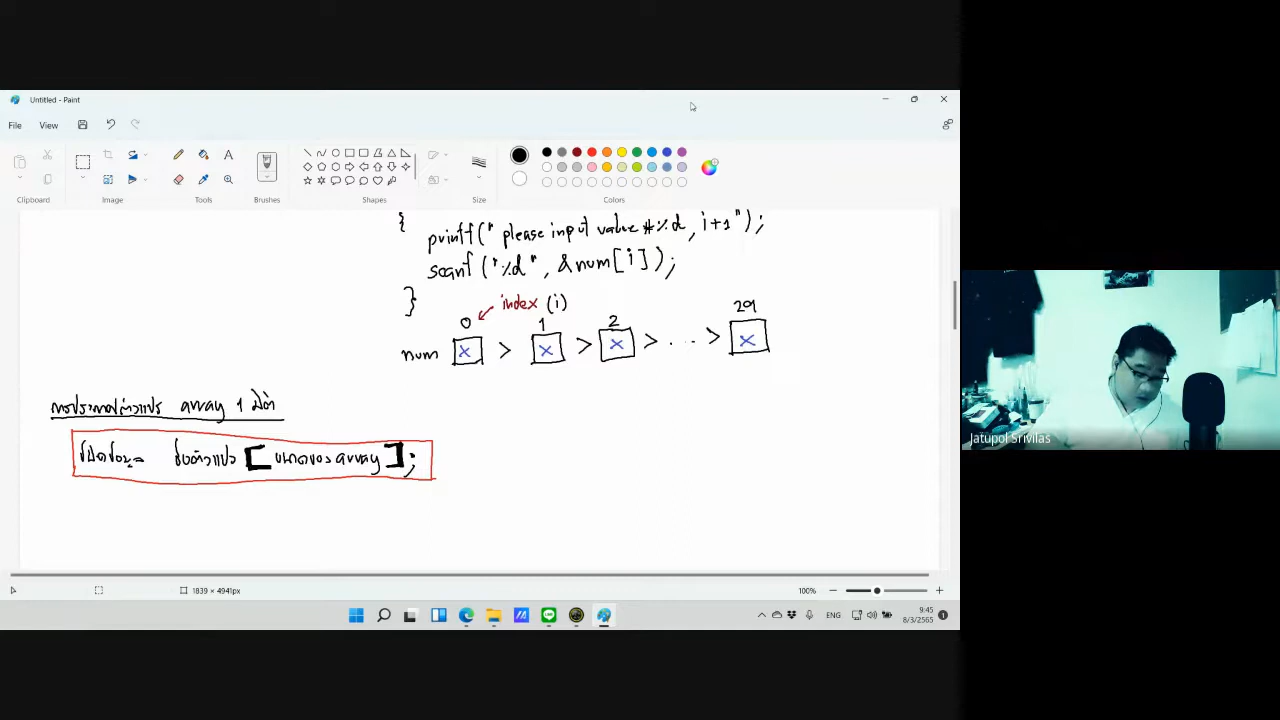 Untitled - Paint
File View
Clipboard Image Tools Brushes Shapes Size Colors
{
printf(" please input value #%d, i+1");
scanf ("%d", &num[i]);
}
index (i)
0 1 2 299
num x > x > x > ... > x
การประกาศตัวแปร array 1 มิติ
ชนิดข้อมูล ชื่อตัวแปร [ขนาดของ array];
Jatupol Srivilas
1839 × 4941px
100%
ENG
9:45
8/3/2565